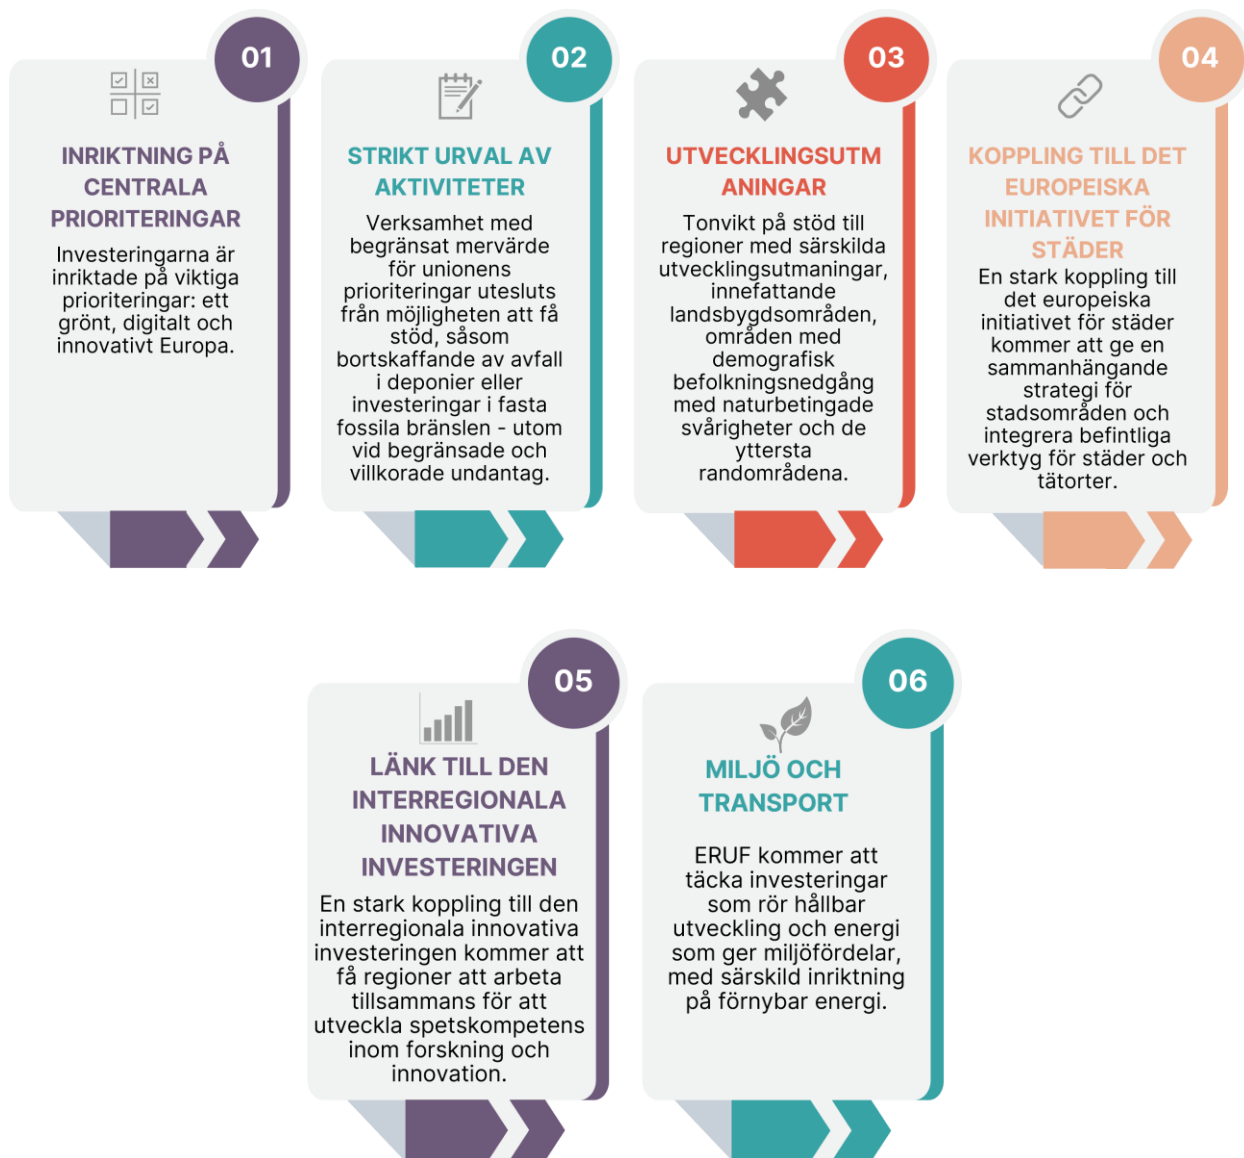 01
INRIKTNING PÅ
CENTRALA
PRIORITERINGAR
Investeringarna är
inriktade på viktiga
prioriteringar: ett
grönt, digitalt och
innovativt Europa.
02
STRIKT URVAL AV
AKTIVITETER
Verksamhet med
begränsat mervärde
för unionens
prioriteringar utesluts
från möjligheten att få
stöd, såsom
bortskaffande av avfall
i deponier eller
investeringar i fasta
fossila bränslen - utom
vid begränsade och
villkorade undantag.
03
UTVECKLINGSUTM
ANINGAR
Tonvikt på stöd till
regioner med särskilda
utvecklingsutmaningar,
innefattande
landsbygdsområden,
områden med
demografisk
befolkningsnedgång
med naturbetingade
svårigheter och de
yttersta
randområdena.
04
KOPPLING TILL DET
EUROPEISKA
INITIATIVET FÖR
STÄDER
En stark koppling till
det europeiska
initiativet för städer
kommer att ge en
sammanhängande
strategi för
stadsområden och
integrera befintliga
verktyg för städer och
tätorter.
05
LÄNK TILL DEN
INTERREGIONALA
INNOVATIVA
INVESTERINGEN
En stark koppling till den
interregionala innovativa
investeringen kommer att
få regioner att arbeta
tillsammans för att
utveckla spetskompetens
inom forskning och
innovation.
06
MILJÖ OCH
TRANSPORT
ERUF kommer att
täcka investeringar
som rör hållbar
utveckling och energi
som ger miljöfördelar,
med särskild inriktning
på förnybar energi.